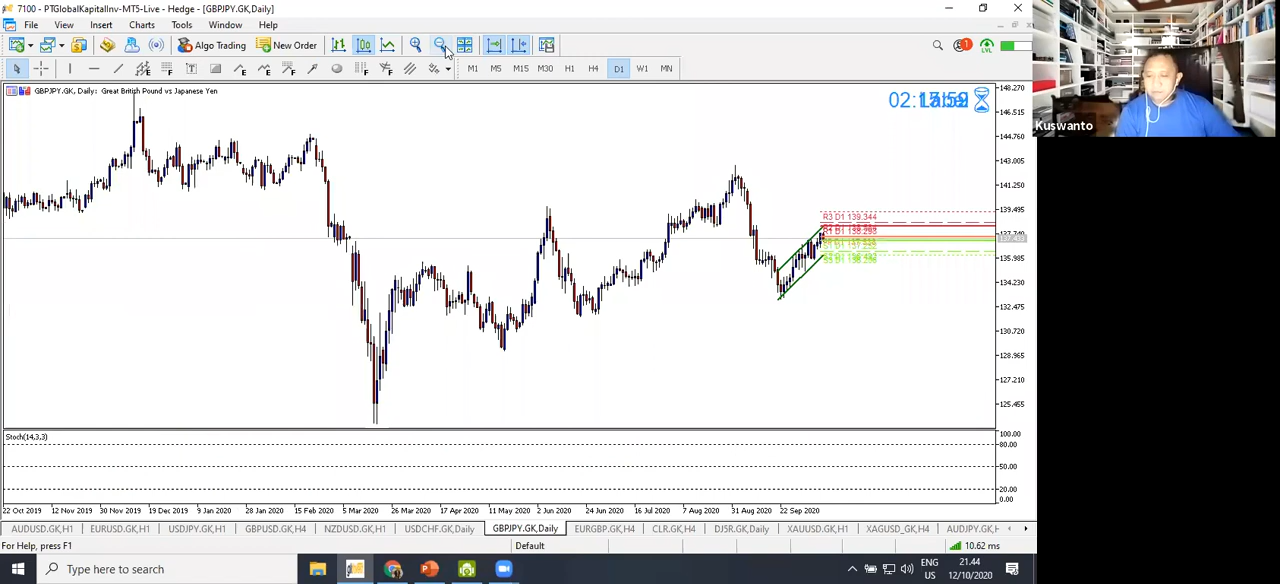 7100 - PTGlobalKapitalInv-MT5-Live - Hedge - [GBPJPY.GK,Daily]
File View Insert Charts Tools Window Help
Algo Trading New Order
M1 M5 M15 M30 H1 H4 D1 W1 MN
GBPJPY.GK, Daily: Great British Pound vs Japanese Yen
Kuswanto
148.270
146.515
144.760
143.005
141.250
139.495
R3 D1 139.344
135.985
134.230
132.475
130.720
128.965
127.210
125.455
Stoch(14,3,3)
100.00
80.00
50.00
20.00
0.00
22 Oct 2019 12 Nov 2019 30 Nov 2019 19 Dec 2019 9 Jan 2020 28 Jan 2020 15 Feb 2020 5 Mar 2020 26 Mar 2020 17 Apr 2020 11 May 2020 2 Jun 2020 24 Jun 2020 16 Jul 2020 7 Aug 2020 31 Aug 2020 22 Sep 2020
AUDUSD.GK,H1 EURUSD.GK,H1 USDJPY.GK,H1 GBPUSD.GK,H4 NZDUSD.GK,H1 USDCHF.GK,Daily GBPJPY.GK,Daily EURGBP.GK,H4 CLR.GK,H4 DJ5R.GK,Daily XAUUSD.GK,H1 XAGUSD.GK,H4 AUDJPY.GK,H
For Help, press F1 Default 10.62 ms
Type here to search
ENG
US
21.44
12/10/2020